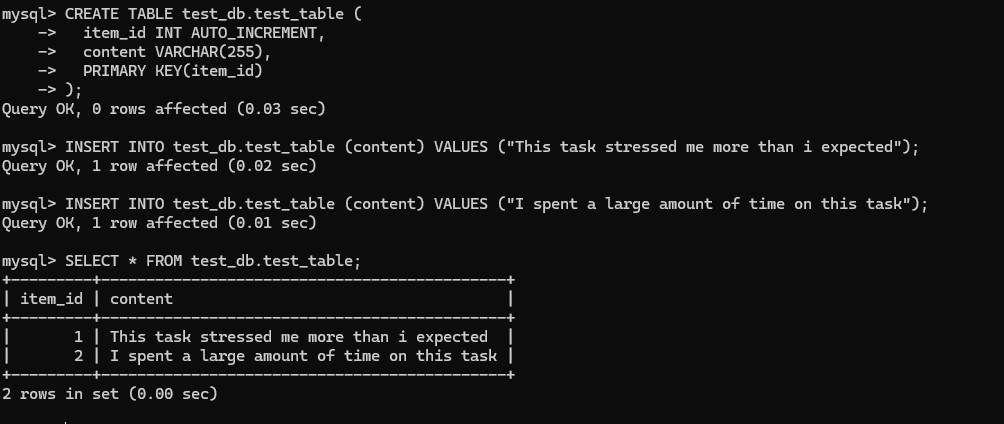 mysql> CREATE TABLE test_db.test_table (
    ->   item_id INT AUTO_INCREMENT,
    ->   content VARCHAR(255),
    ->   PRIMARY KEY(item_id)
    -> );
Query OK, 0 rows affected (0.03 sec)

mysql> INSERT INTO test_db.test_table (content) VALUES ("This task stressed me more than i expected");
Query OK, 1 row affected (0.02 sec)

mysql> INSERT INTO test_db.test_table (content) VALUES ("I spent a large amount of time on this task");
Query OK, 1 row affected (0.01 sec)

mysql> SELECT * FROM test_db.test_table;
+---------+---------------------------------------------+
| item_id | content                                     |
+---------+---------------------------------------------+
|       1 | This task stressed me more than i expected  |
|       2 | I spent a large amount of time on this task |
+---------+---------------------------------------------+
2 rows in set (0.00 sec)